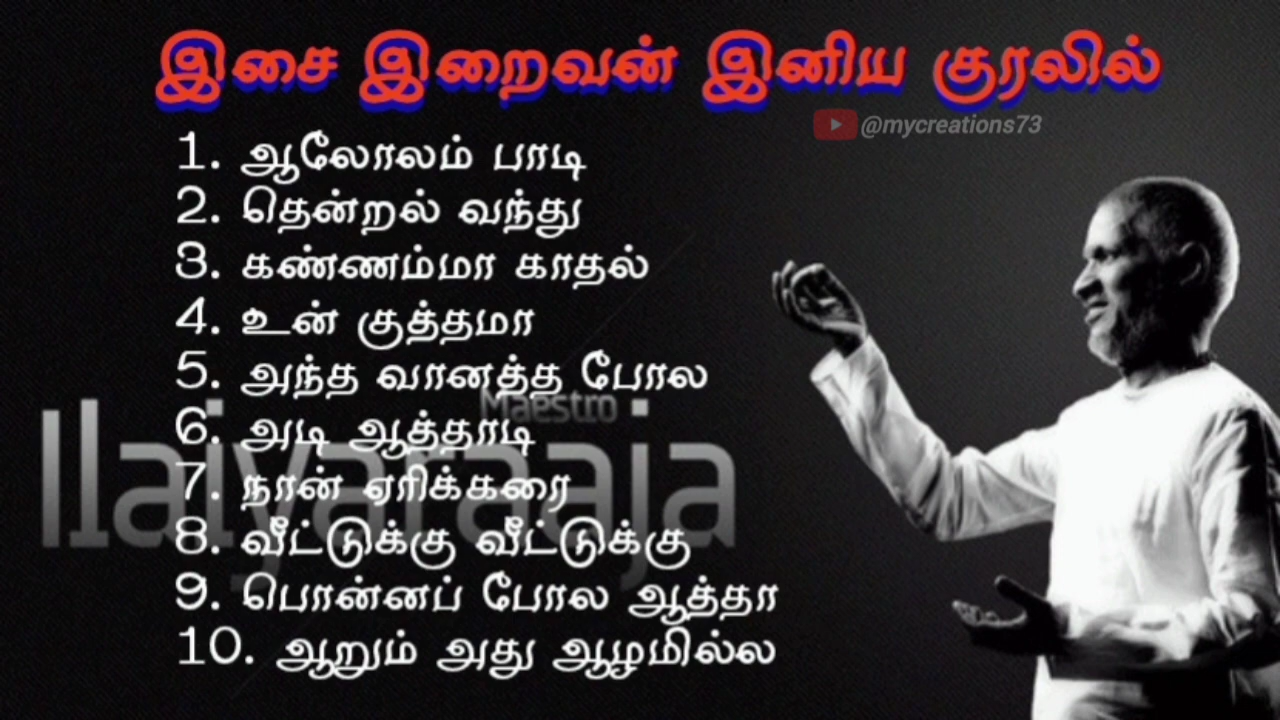 இசை இறைவன் இனிய குரலில்
@mycreations73
1. ஆலோலம் பாடி
2. தென்றல் வந்து
3. கண்ணம்மா காதல்
4. உன் குத்தமா
5. அந்த வானத்த போல
Maestro
Ilaiyaraaja
6. அடி ஆத்தாடி
7. நான் ஏரிக்கரை
8. வீட்டுக்கு வீட்டுக்கு
9. பொன்னப் போல ஆத்தா
10. ஆறும் அது ஆழமில்ல